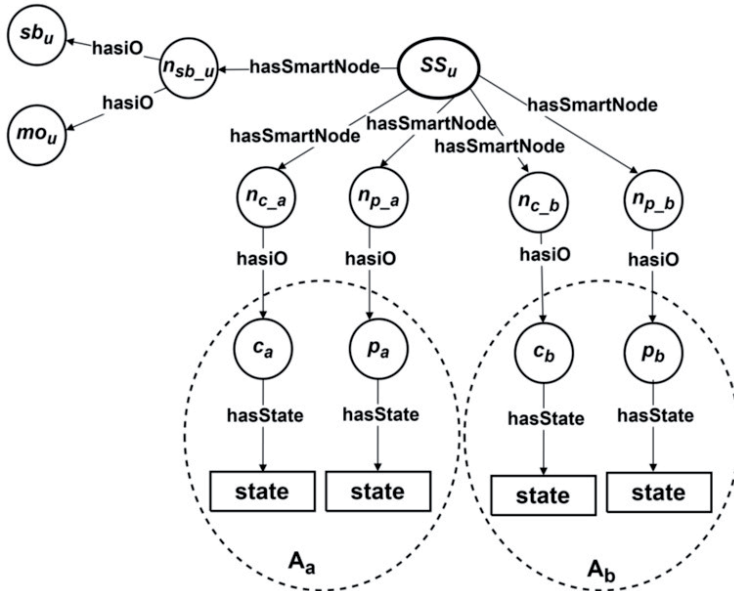 sb_u
hasiO
n_sb_u
hasSmartNode
SS_u
hasiO
mo_u
hasSmartNode
hasSmartNode
hasSmartNode
hasSmartNode
n_c_a
n_p_a
n_c_b
n_p_b
hasiO
hasiO
hasiO
hasiO
c_a
p_a
c_b
p_b
hasState
hasState
hasState
hasState
state
state
state
state
A_a
A_b